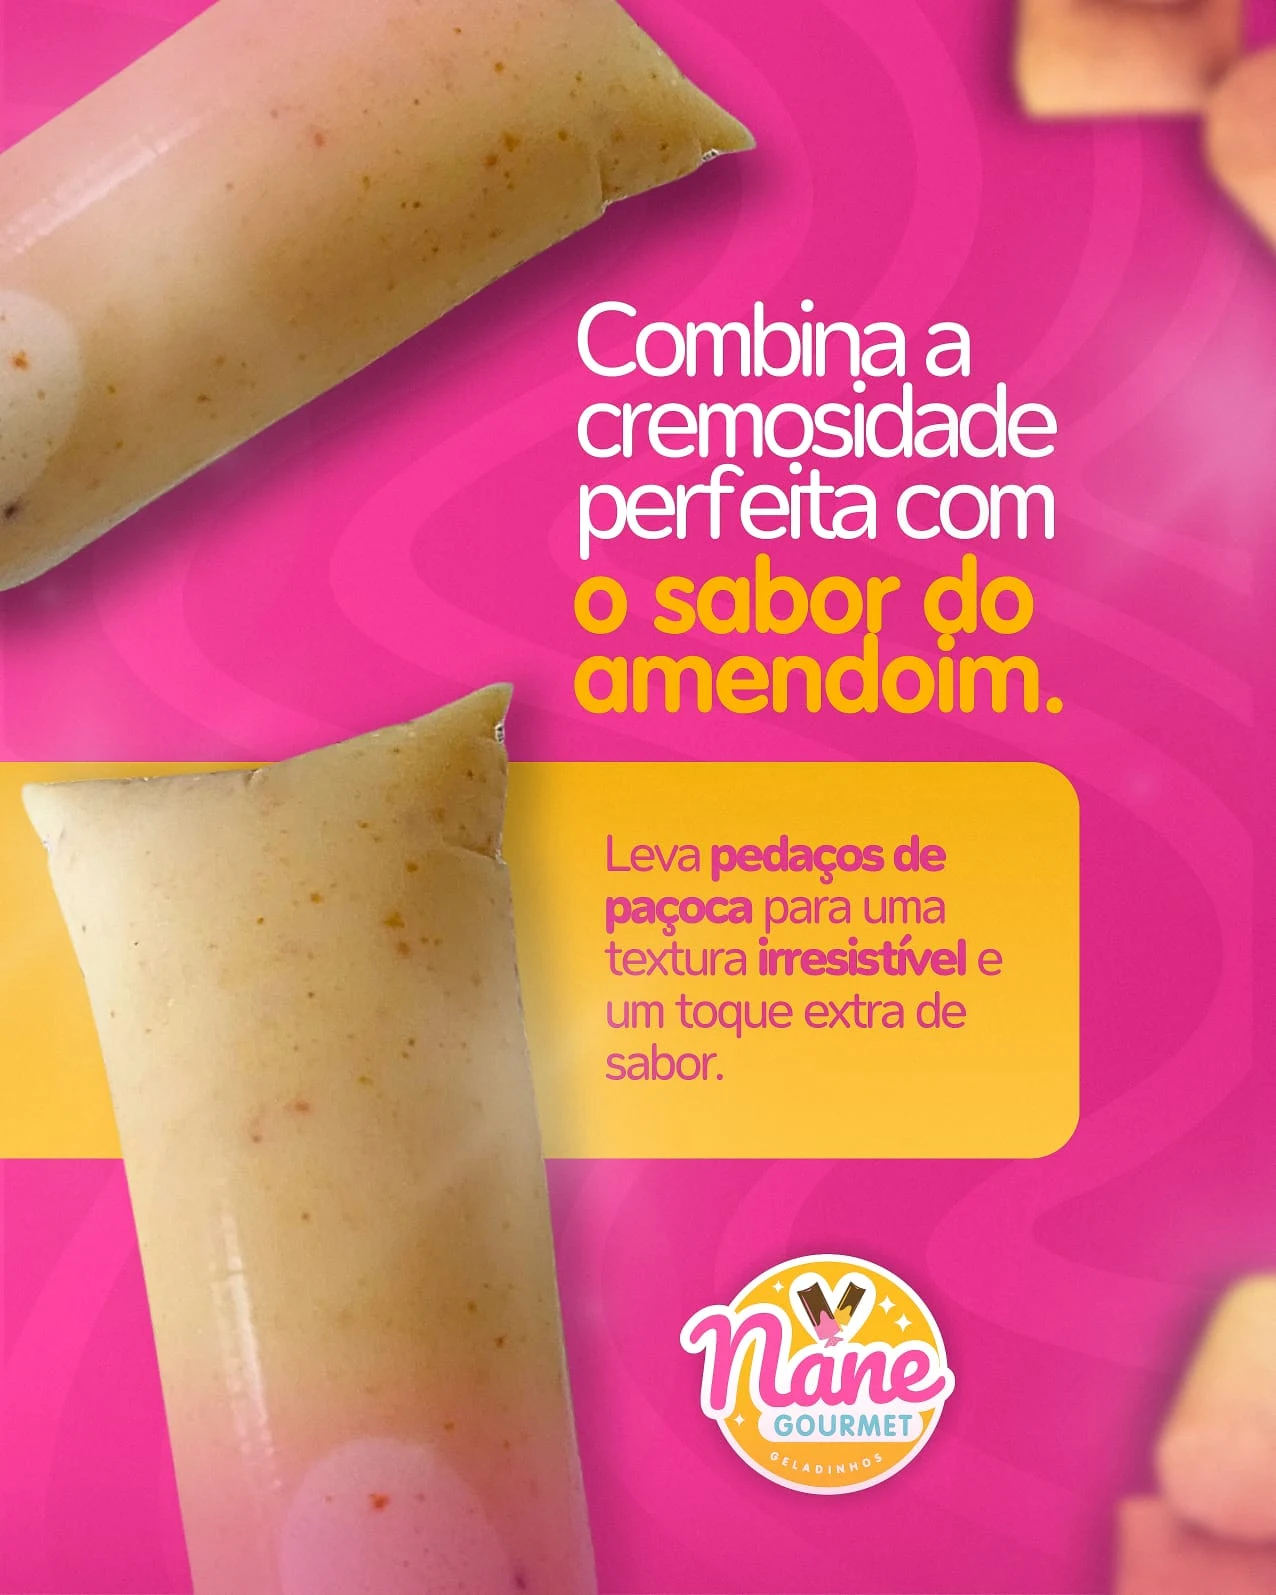 Combina a
cremosidade
perfeita com
o sabor do
amendoim.
Leva pedaços de
paçoca para uma
textura irresistível e
um toque extra de
sabor.
Nane
GOURMET
GELADINHOS